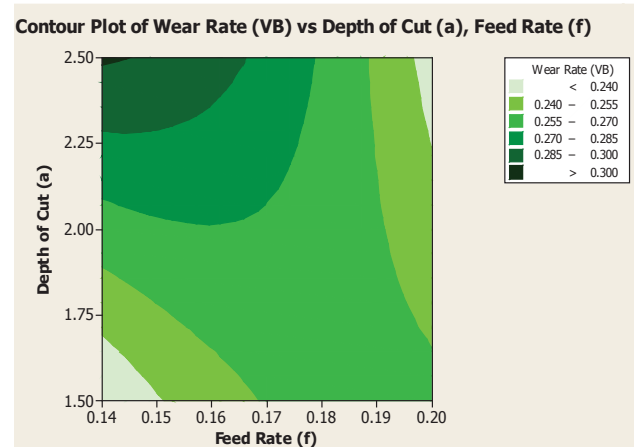 Contour Plot of Wear Rate (VB) vs Depth of Cut (a), Feed Rate (f)
Wear Rate (VB)
< 0.240
0.240 – 0.255
0.255 – 0.270
0.270 – 0.285
0.285 – 0.300
> 0.300
Depth of Cut (a)
2.50
2.25
2.00
1.75
1.50
0.14 0.15 0.16 0.17 0.18 0.19 0.20
Feed Rate (f)